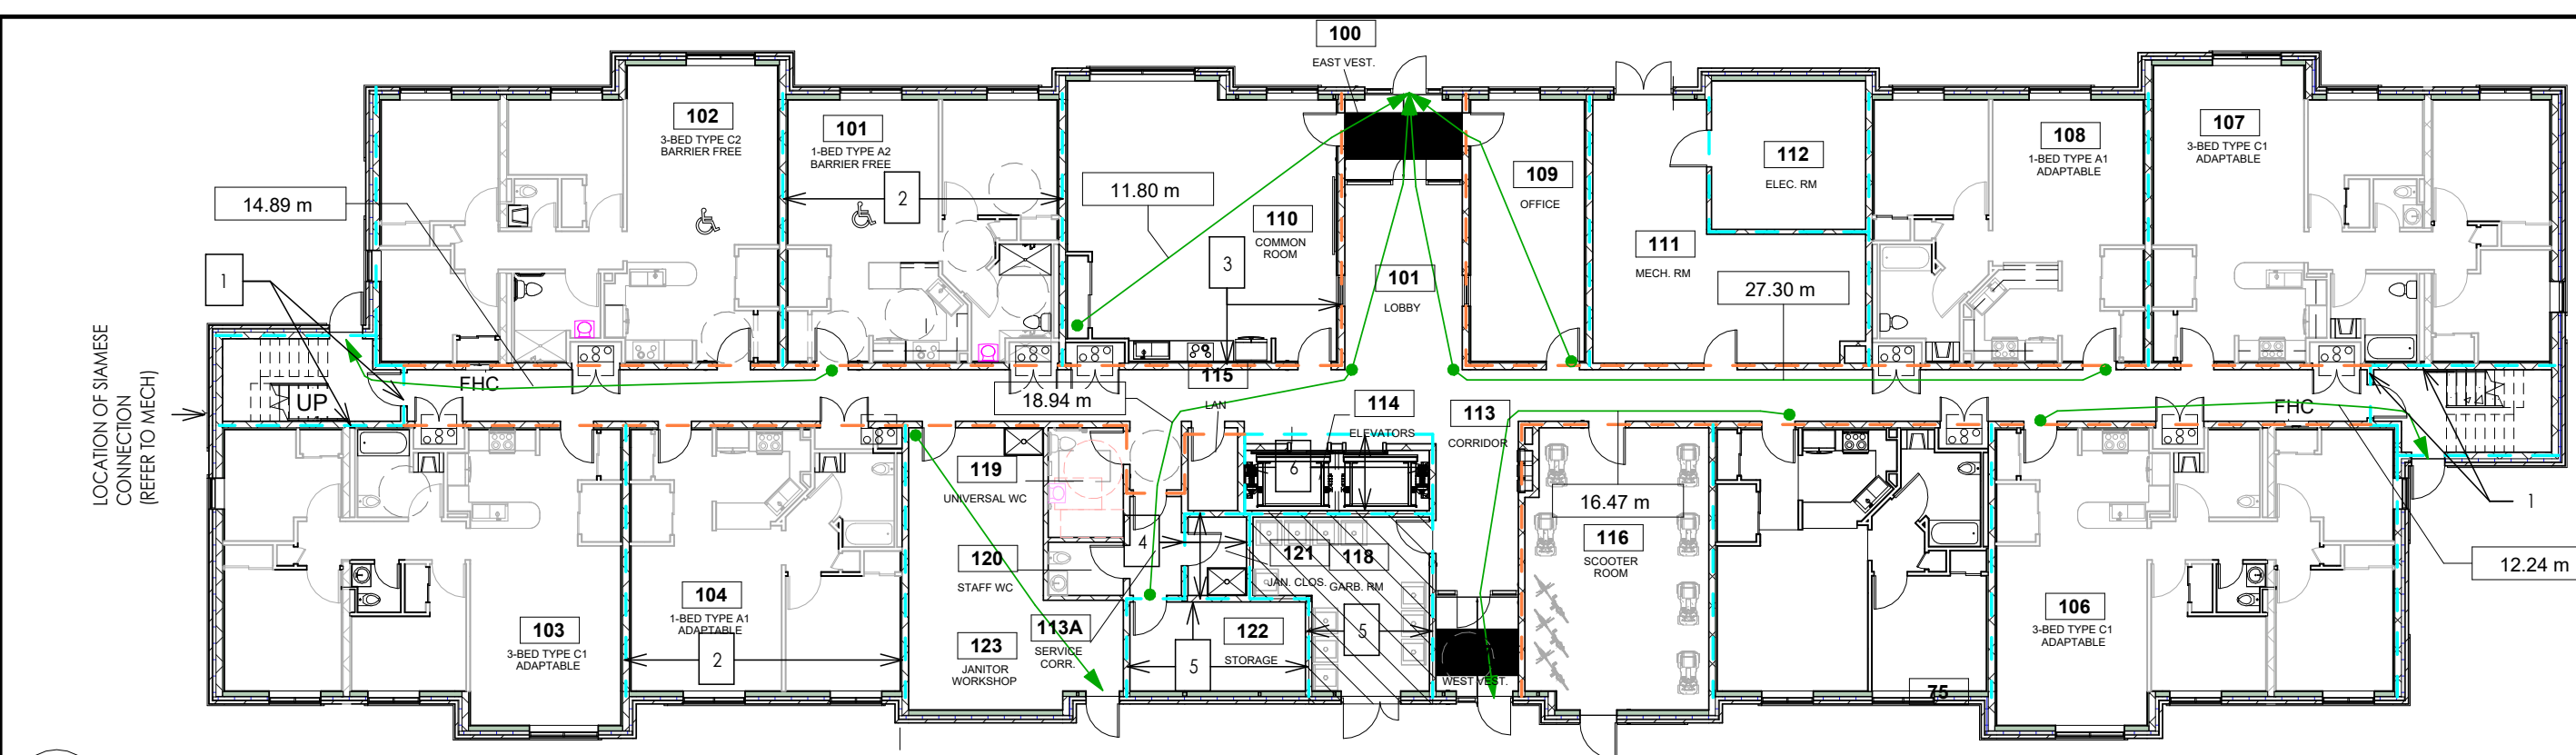 100
EAST VEST.
102
3-BED TYPE C2
BARRIER FREE
101
1-BED TYPE A2
BARRIER FREE
107
3-BED TYPE C1
ADAPTABLE
108
1-BED TYPE A1
ADAPTABLE
112
ELEC. RM
109
OFFICE
14.89 m
2
11.80 m
110
COMMON
ROOM
111
MECH. RM
1
3
101
LOBBY
27.30 m
LOCATION OF SIAMESE
CONNECTION
(REFER TO MECH)
FHC
UP
115
LAN
18.94 m
114
ELEVATORS
113
CORRIDOR
FHC
119
UNIVERSAL WC
6
16.47 m
1
116
SCOOTER
ROOM
4
120
STAFF WC
121
JAN. CLOS.
118
GARB. RM
12.24 m
104
1-BED TYPE A1
ADAPTABLE
103
3-BED TYPE C1
ADAPTABLE
2
123
JANITOR
WORKSHOP
113A
SERVICE
CORR.
5
122
STORAGE
5
WEST VEST.
106
3-BED TYPE C1
ADAPTABLE
75